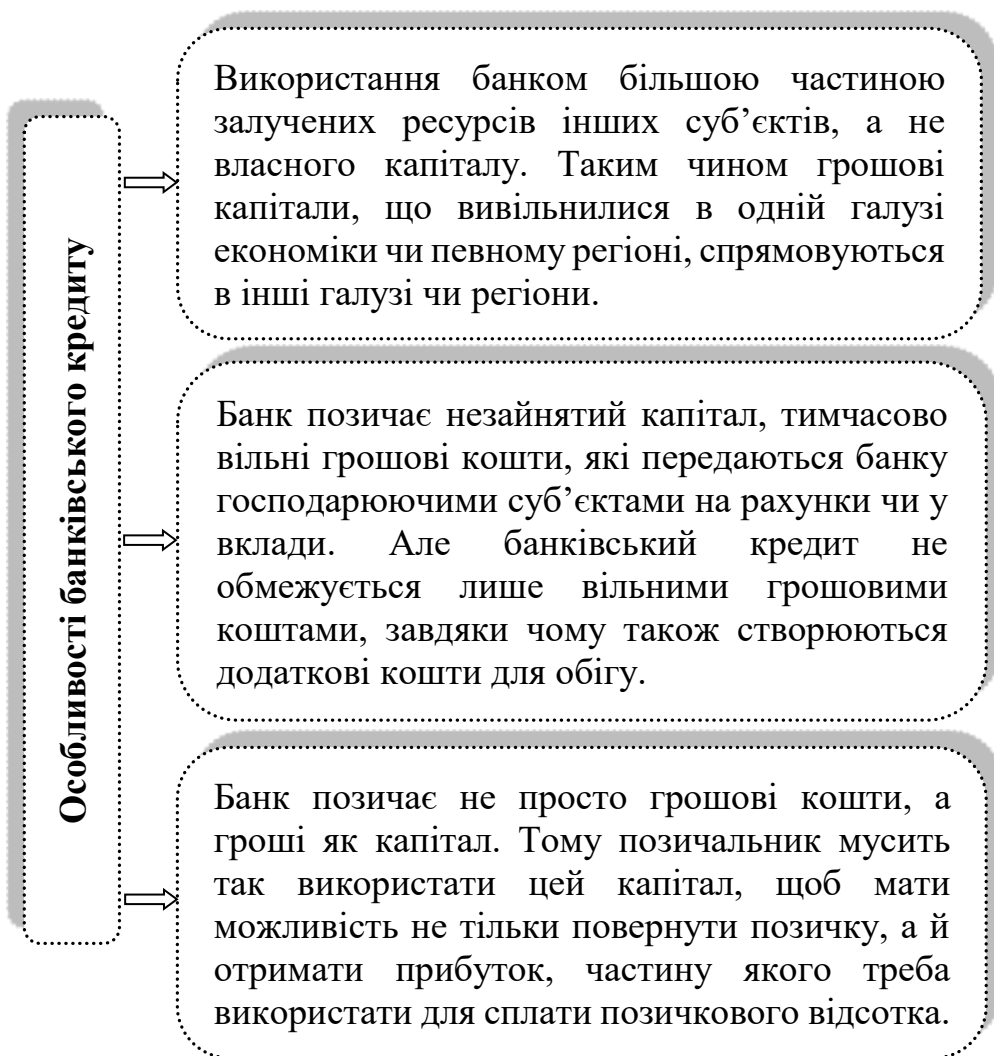 Особливості банківського кредиту
Використання банком більшою частиною
залучених ресурсів інших суб’єктів, а не
власного капіталу. Таким чином грошові
капітали, що вивільнилися в одній галузі
економіки чи певному регіоні, спрямовуються
в інші галузі чи регіони.
Банк позичає незайнятий капітал, тимчасово
вільні грошові кошти, які передаються банку
господарюючими суб’єктами на рахунки чи у
вклади. Але банківський кредит не
обмежується лише вільними грошовими
коштами, завдяки чому також створюються
додаткові кошти для обігу.
Банк позичає не просто грошові кошти, а
гроші як капітал. Тому позичальник мусить
так використати цей капітал, щоб мати
можливість не тільки повернути позичку, а й
отримати прибуток, частину якого треба
використати для сплати позичкового відсотка.